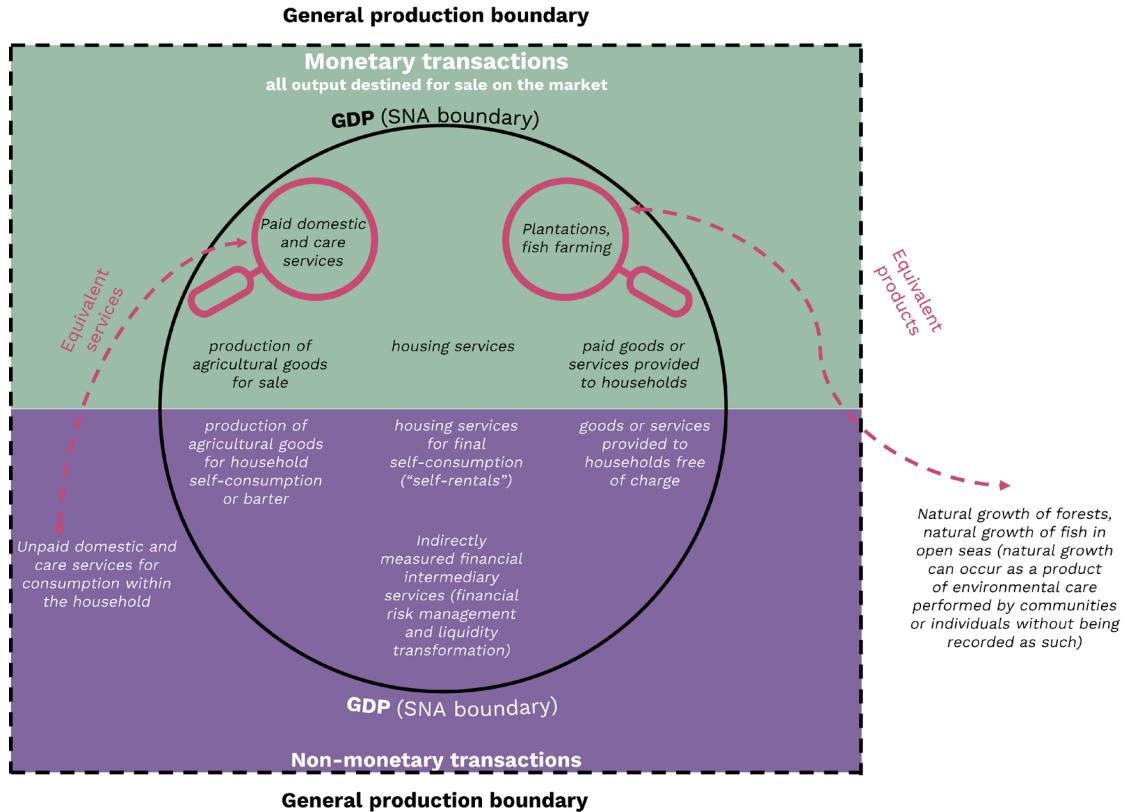 General production boundary
Monetary transactions
all output destined for sale on the market
GDP (SNA boundary)
Paid domestic
and care
services
Plantations,
fish farming
Equivalent
services
Equivalent
products
production of
agricultural goods
for sale
housing services
paid goods or
services provided
to households
production of
agricultural goods
for household
self-consumption
or barter
housing services
for final
self-consumption
(“self-rentals”)
goods or services
provided to
households free
of charge
Unpaid domestic and
care services for
consumption within
the household
Indirectly
measured financial
intermediary
services (financial
risk management
and liquidity
transformation)
Natural growth of forests,
natural growth of fish in
open seas (natural growth
can occur as a product
of environmental care
performed by communities
or individuals without being
recorded as such)
GDP (SNA boundary)
Non-monetary transactions
General production boundary